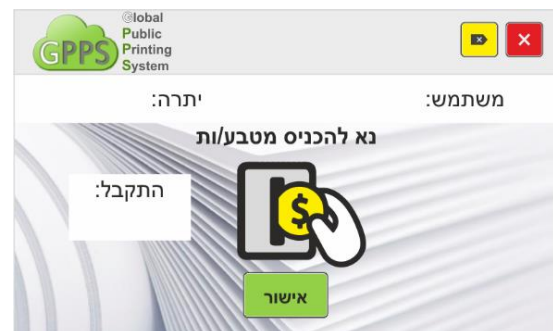 Global
Public
Printing
System
GPPS
משתמש:
יתרה:
נא להכניס מטבע/ות
התקבל:
$
אישור